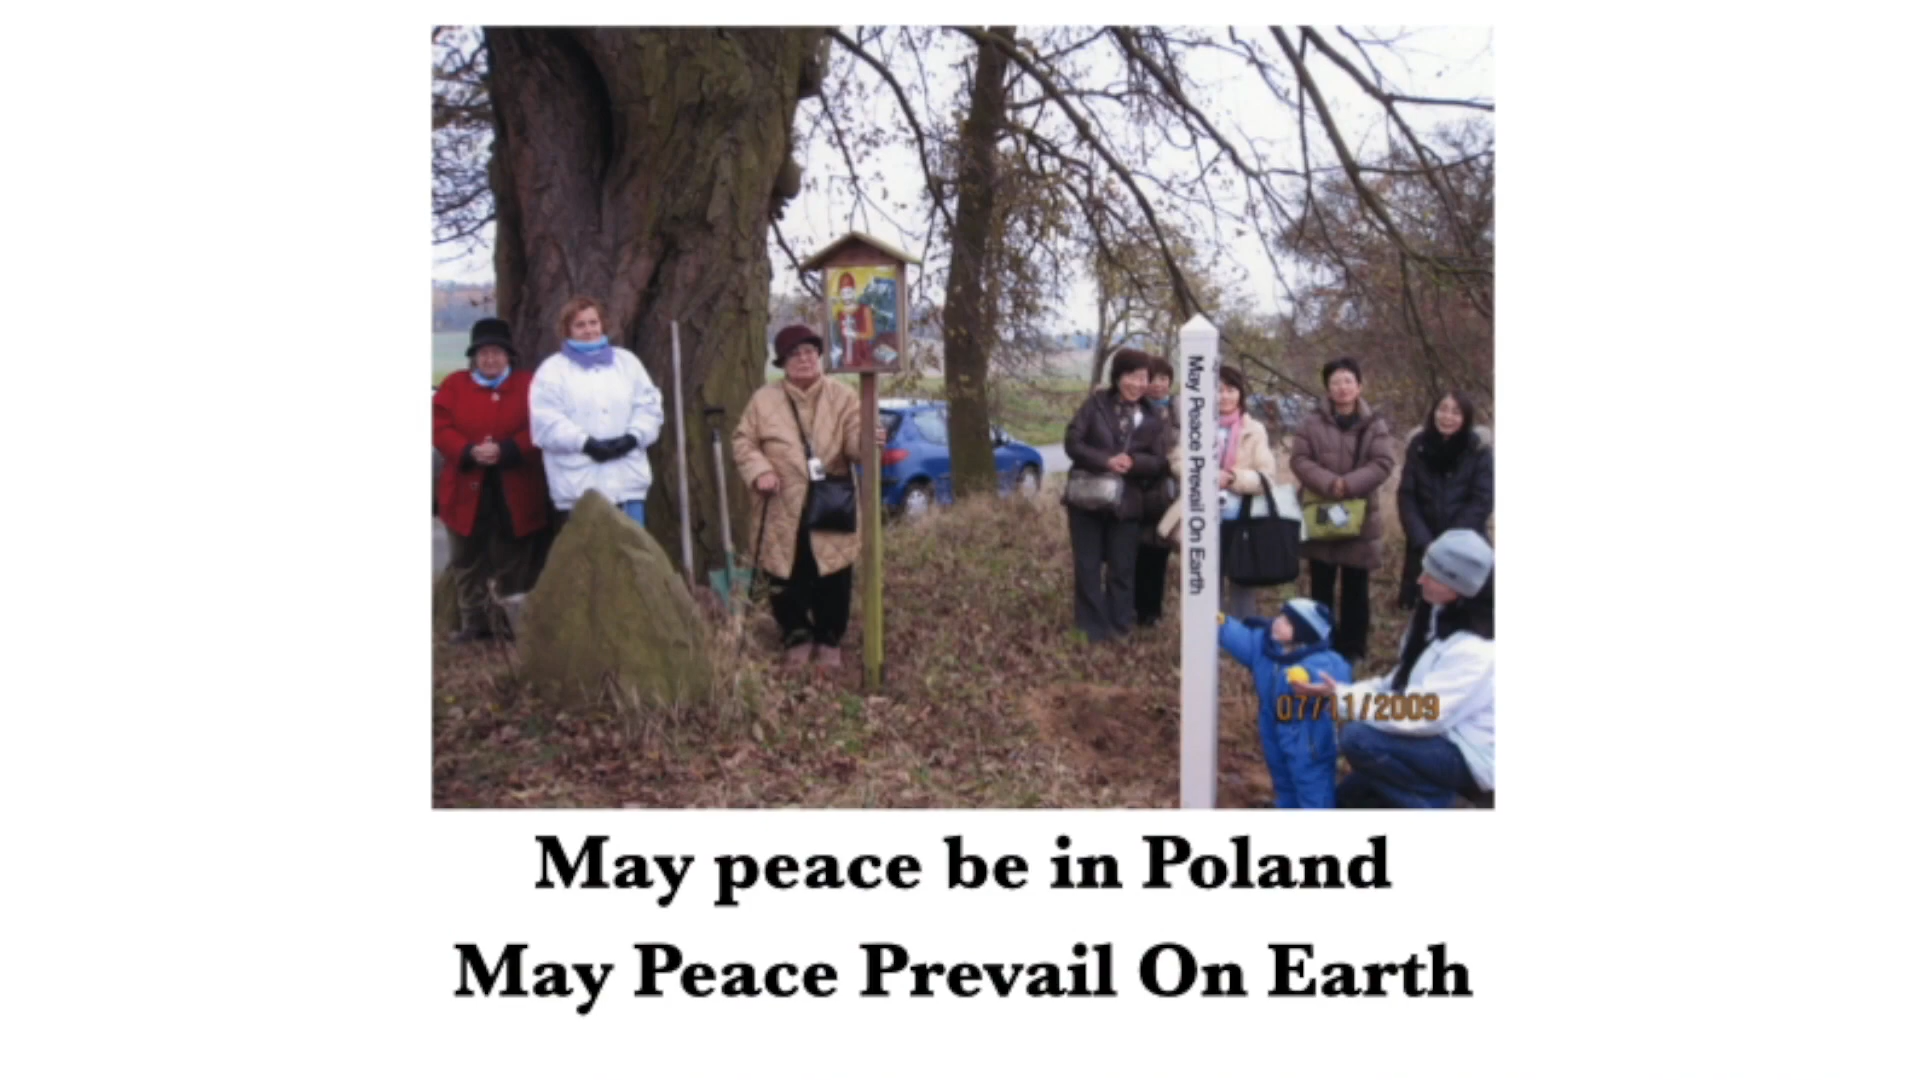 May Peace Prevail On Earth
07/11/2009
May peace be in Poland
May Peace Prevail On Earth